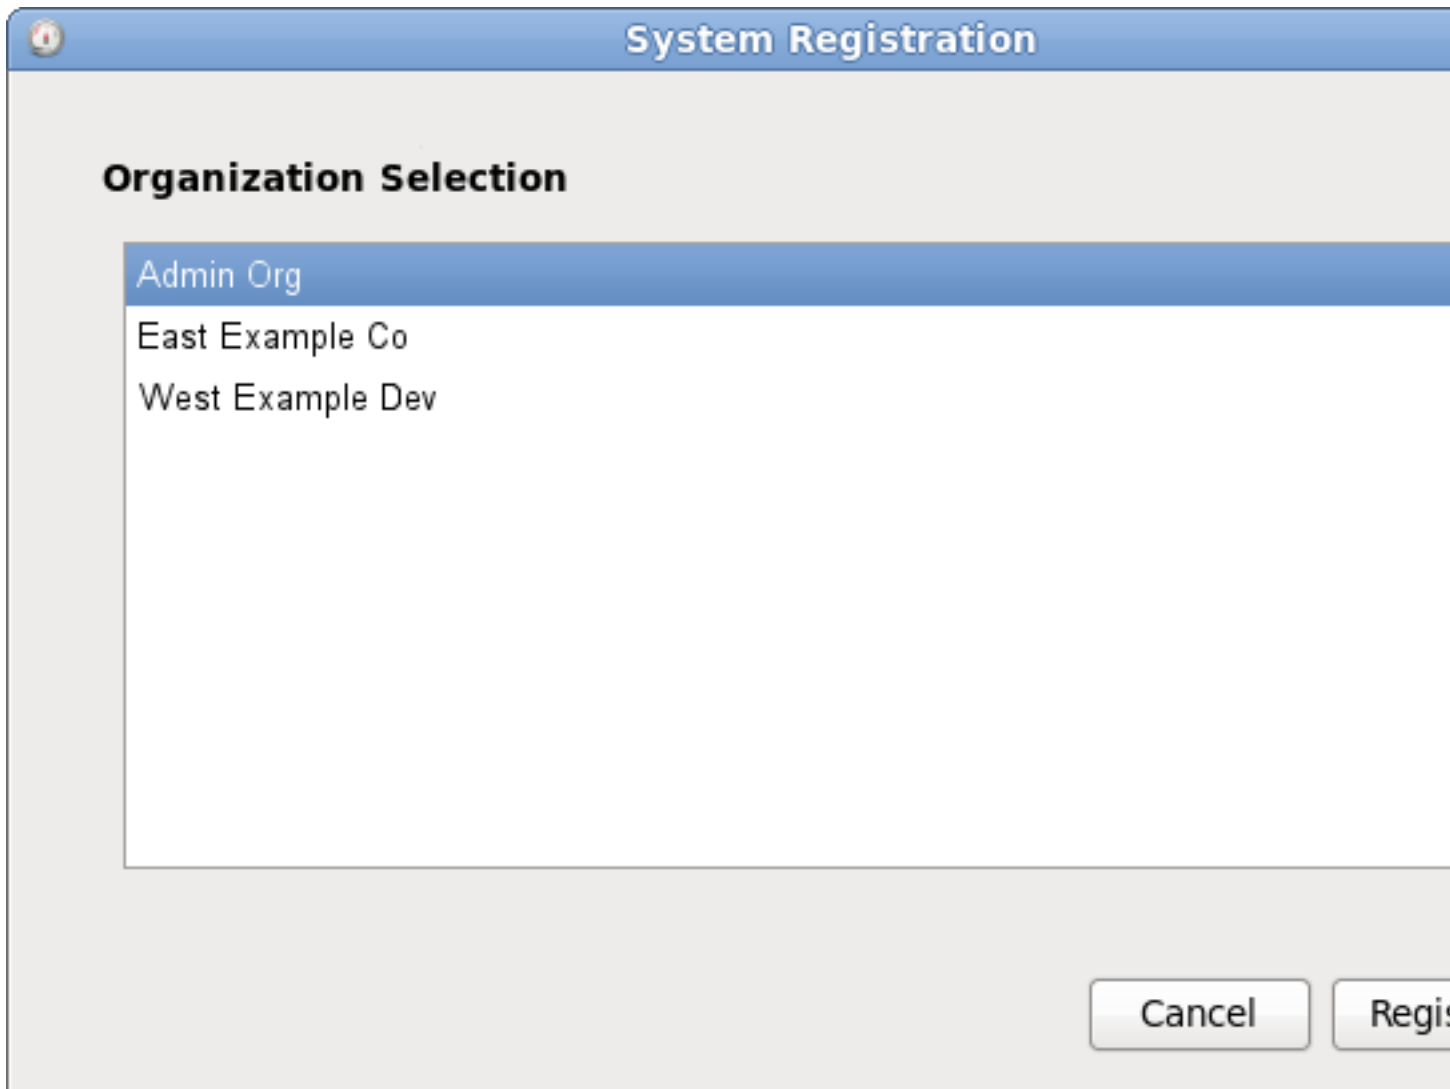 System Registration
Organization Selection
Admin Org
East Example Co
West Example Dev
Cancel